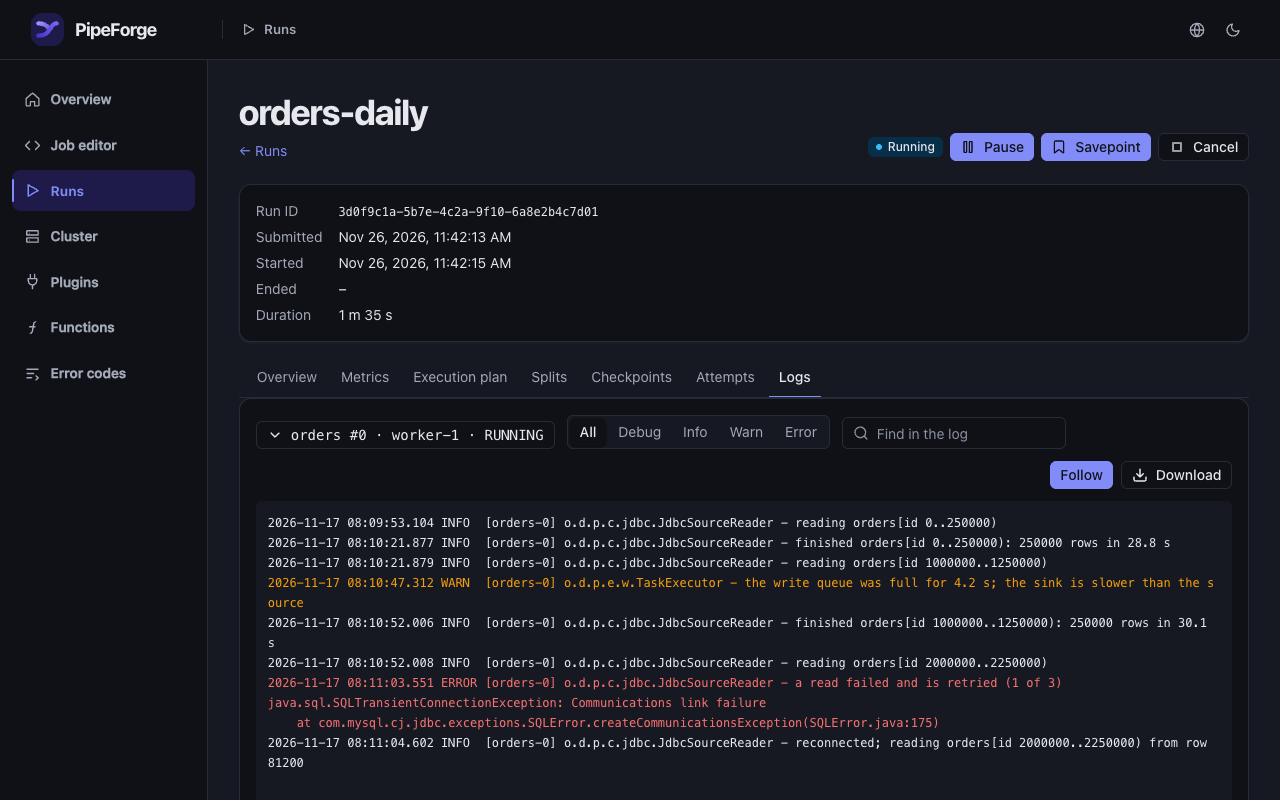 PipeForge
Runs
Overview
Job editor
Runs
Cluster
Plugins
Functions
Error codes
orders-daily
← Runs
Running
Pause
Savepoint
Cancel
Run ID 3d0f9c1a-5b7e-4c2a-9f10-6a8e2b4c7d01
Submitted Nov 26, 2026, 11:42:13 AM
Started Nov 26, 2026, 11:42:15 AM
Ended –
Duration 1 m 35 s
Overview Metrics Execution plan Splits Checkpoints Attempts Logs
orders #0 · worker-1 · RUNNING
All Debug Info Warn Error
Find in the log
Follow
Download
2026-11-17 08:09:53.104 INFO  [orders-0] o.d.p.c.jdbc.JdbcSourceReader – reading orders[id 0..250000)
2026-11-17 08:10:21.877 INFO  [orders-0] o.d.p.c.jdbc.JdbcSourceReader – finished orders[id 0..250000): 250000 rows in 28.8 s
2026-11-17 08:10:21.879 INFO  [orders-0] o.d.p.c.jdbc.JdbcSourceReader – reading orders[id 1000000..1250000)
2026-11-17 08:10:47.312 WARN  [orders-0] o.d.p.e.w.TaskExecutor – the write queue was full for 4.2 s; the sink is slower than the s
ource
2026-11-17 08:10:52.006 INFO  [orders-0] o.d.p.c.jdbc.JdbcSourceReader – finished orders[id 1000000..1250000): 250000 rows in 30.1
s
2026-11-17 08:10:52.008 INFO  [orders-0] o.d.p.c.jdbc.JdbcSourceReader – reading orders[id 2000000..2250000)
2026-11-17 08:11:03.551 ERROR [orders-0] o.d.p.c.jdbc.JdbcSourceReader – a read failed and is retried (1 of 3)
java.sql.SQLTransientConnectionException: Communications link failure
    at com.mysql.cj.jdbc.exceptions.SQLError.createCommunicationsException(SQLError.java:175)
2026-11-17 08:11:04.602 INFO  [orders-0] o.d.p.c.jdbc.JdbcSourceReader – reconnected; reading orders[id 2000000..2250000) from row
81200